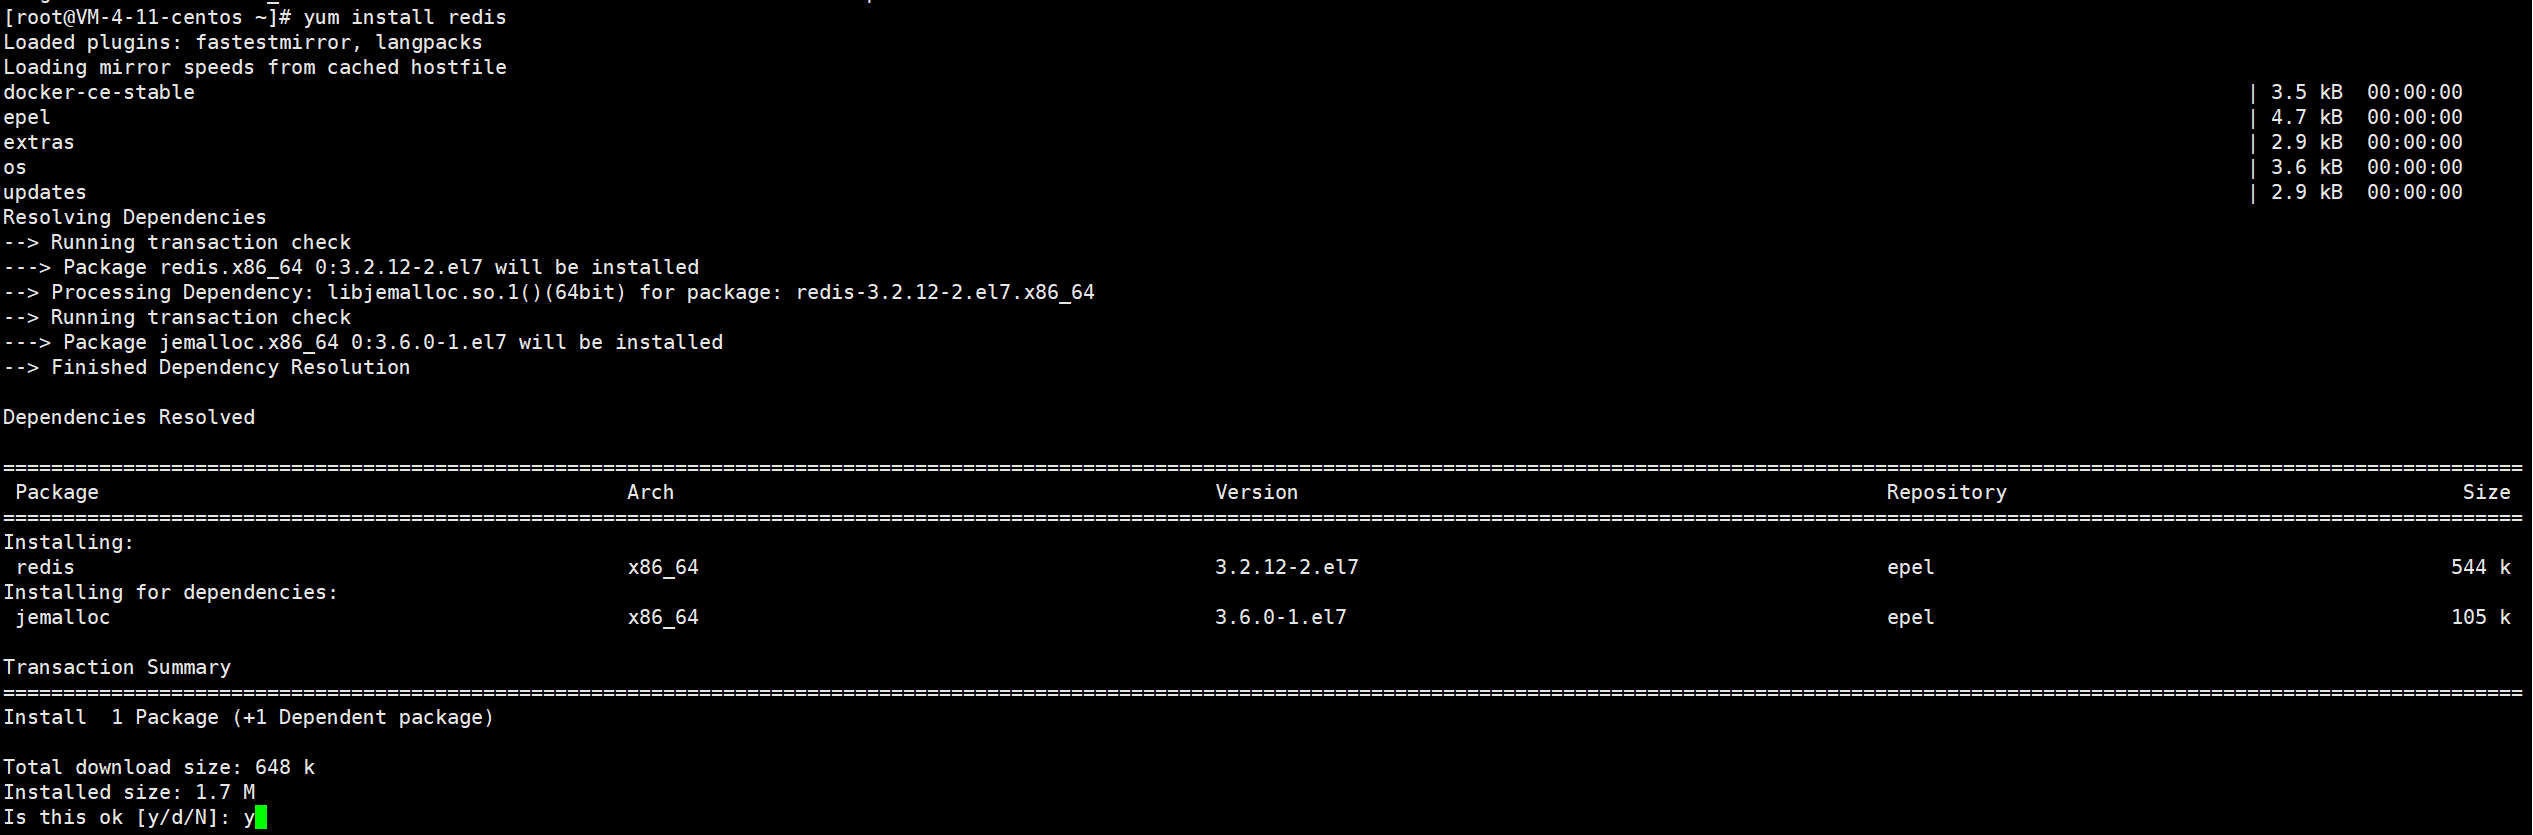 [root@VM-4-11-centos ~]# yum install redis
Loaded plugins: fastestmirror, langpacks
Loading mirror speeds from cached hostfile
docker-ce-stable | 3.5 kB 00:00:00
epel | 4.7 kB 00:00:00
extras | 2.9 kB 00:00:00
os | 3.6 kB 00:00:00
updates | 2.9 kB 00:00:00
Resolving Dependencies
--> Running transaction check
---> Package redis.x86_64 0:3.2.12-2.el7 will be installed
--> Processing Dependency: libjemalloc.so.1()(64bit) for package: redis-3.2.12-2.el7.x86_64
--> Running transaction check
---> Package jemalloc.x86_64 0:3.6.0-1.el7 will be installed
--> Finished Dependency Resolution
Dependencies Resolved
Package Arch Version Repository Size
Installing:
redis x86_64 3.2.12-2.el7 epel 544 k
Installing for dependencies:
jemalloc x86_64 3.6.0-1.el7 epel 105 k
Transaction Summary
Install  1 Package (+1 Dependent package)
Total download size: 648 k
Installed size: 1.7 M
Is this ok [y/d/N]: y